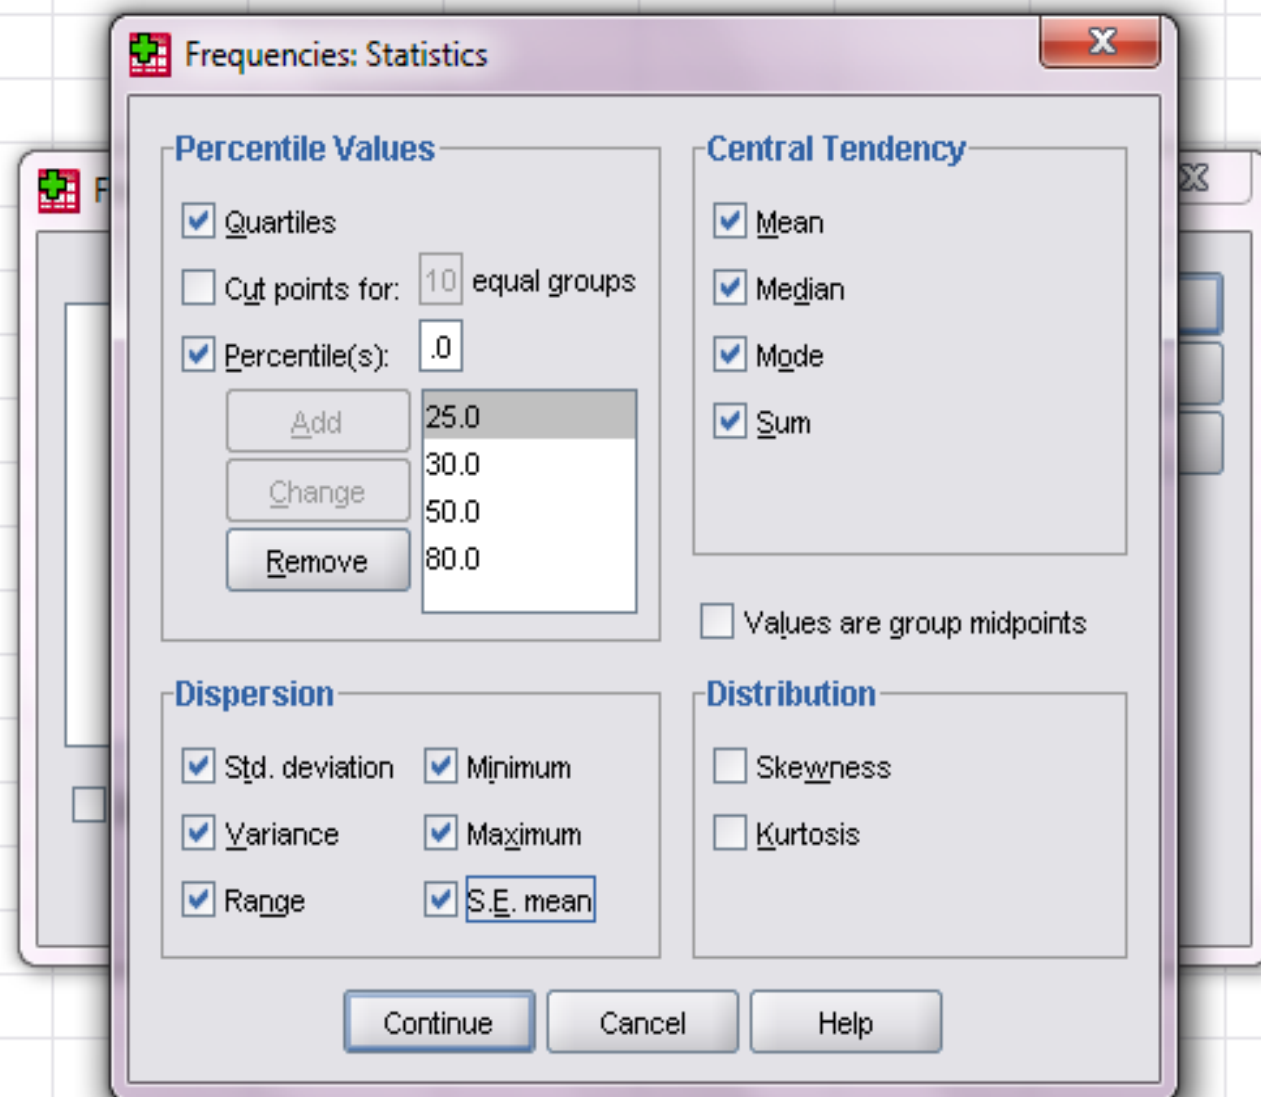 Frequencies: Statistics
F
Percentile Values
Quartiles
Cut points for: 10 equal groups
Percentile(s): .0
Add
Change
Remove
25.0
30.0
50.0
80.0
Central Tendency
Mean
Median
Mode
Sum
Values are group midpoints
Dispersion
Std. deviation
Minimum
Variance
Maximum
Range
S.E. mean
Distribution
Skewness
Kurtosis
Continue
Cancel
Help